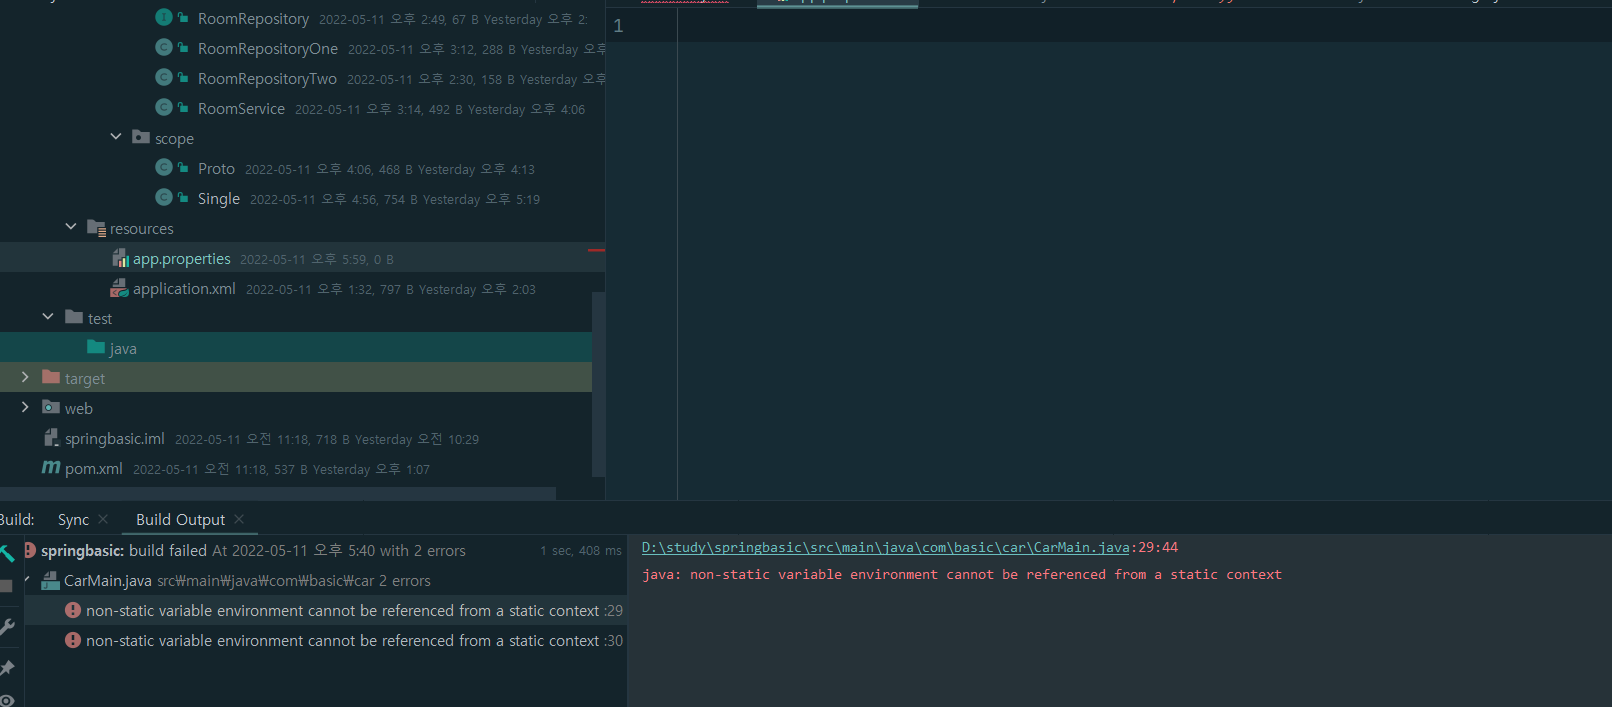 RoomRepository 2022-05-11 오후 2:49, 67 B Yesterday 오후 2:
RoomRepositoryOne 2022-05-11 오후 3:12, 288 B Yesterday 오후
RoomRepositoryTwo 2022-05-11 오후 2:30, 158 B Yesterday 오후
RoomService 2022-05-11 오후 3:14, 492 B Yesterday 오후 4:06
scope
Proto 2022-05-11 오후 4:06, 468 B Yesterday 오후 4:13
Single 2022-05-11 오후 4:56, 754 B Yesterday 오후 5:19
resources
app.properties 2022-05-11 오후 5:59, 0 B
application.xml 2022-05-11 오후 1:32, 797 B Yesterday 오후 2:03
test
java
target
web
springbasic.iml 2022-05-11 오전 11:18, 718 B Yesterday 오전 10:29
pom.xml 2022-05-11 오전 11:18, 537 B Yesterday 오후 1:07
1
Build: Sync Build Output
springbasic: build failed At 2022-05-11 오후 5:40 with 2 errors 1 sec, 408 ms
CarMain.java src₩main₩java₩com₩basic₩car 2 errors
non-static variable environment cannot be referenced from a static context :29
non-static variable environment cannot be referenced from a static context :30
D:\study\springbasic\src\main\java\com\basic\car\CarMain.java:29:44
java: non-static variable environment cannot be referenced from a static context